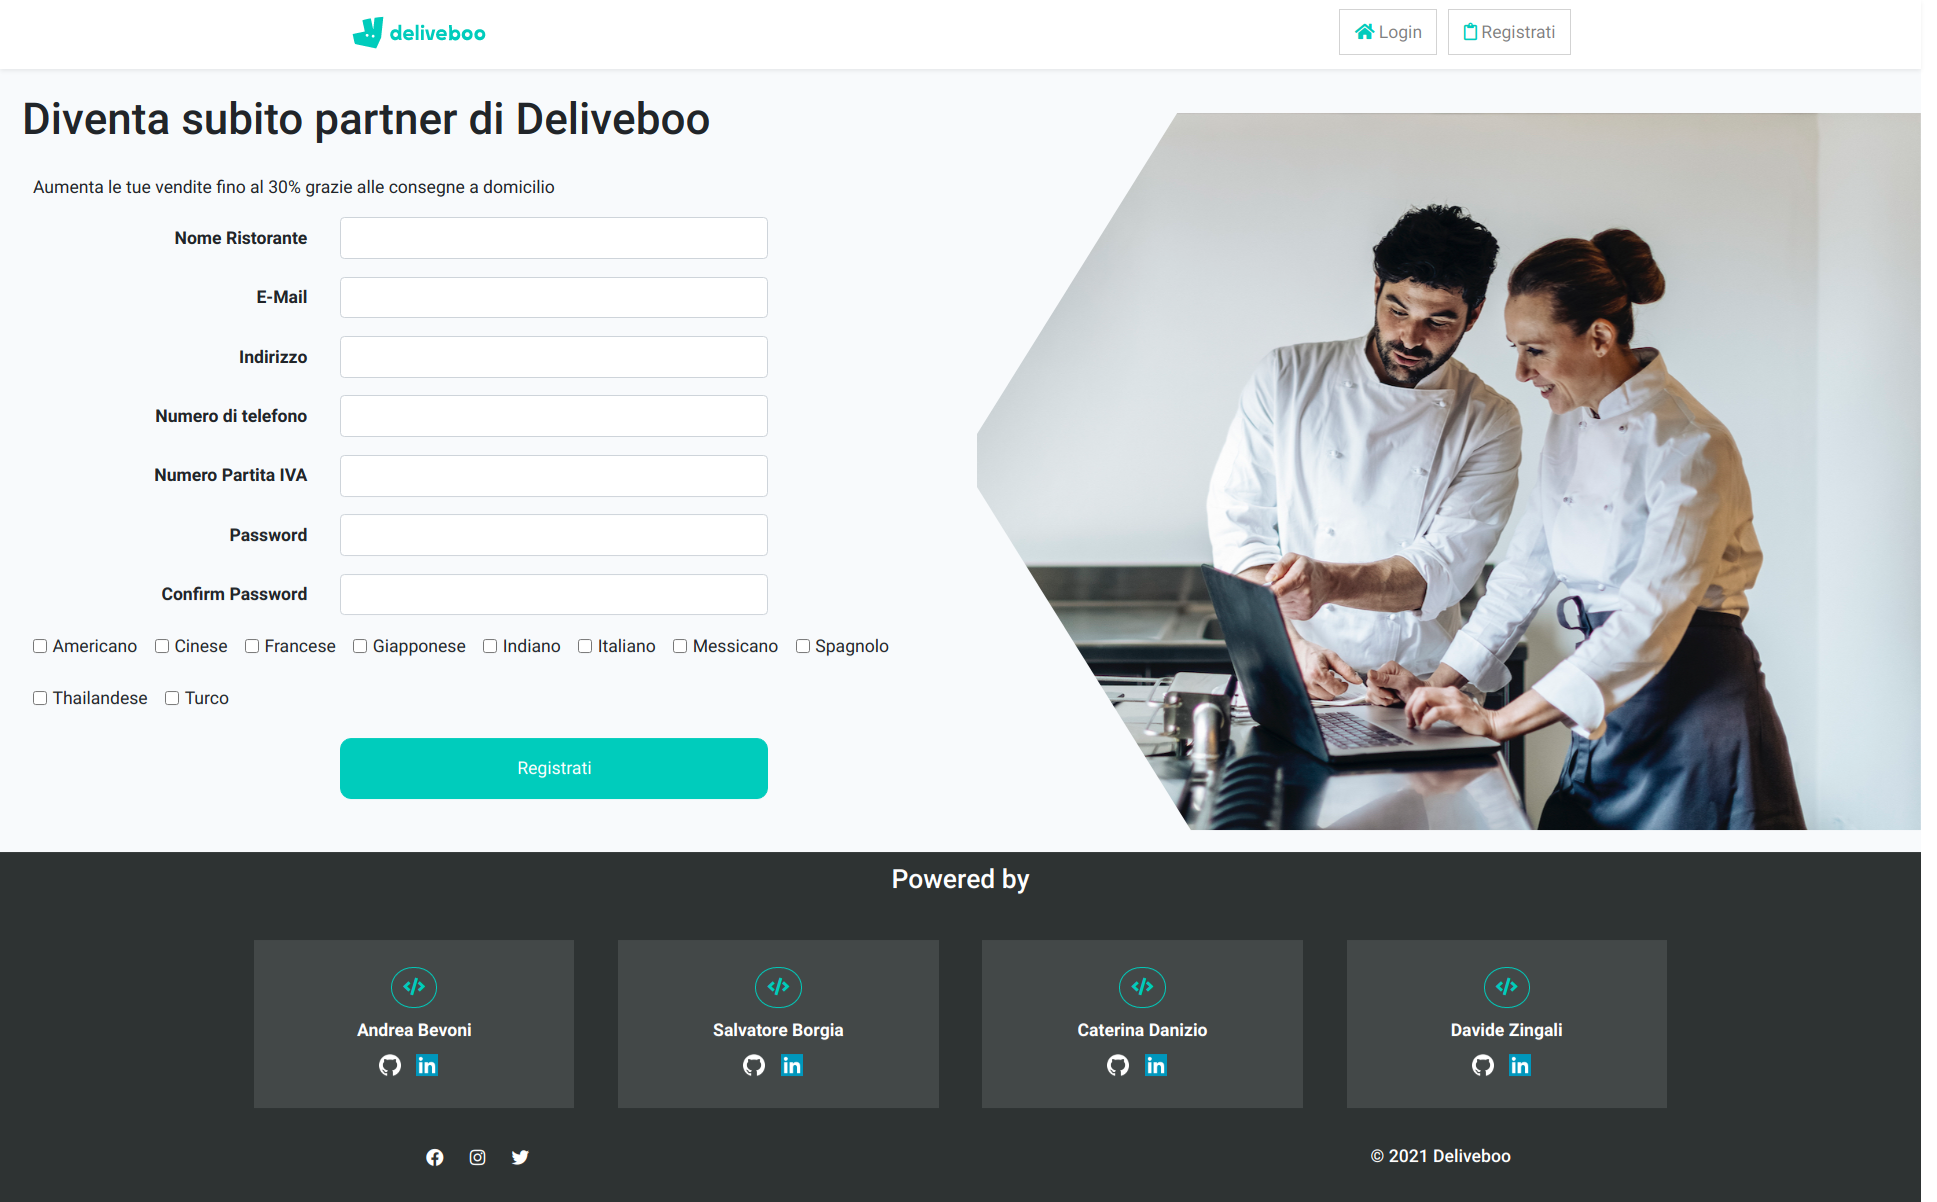 deliveboo
Login
Registrati
Diventa subito partner di Deliveboo
Aumenta le tue vendite fino al 30% grazie alle consegne a domicilio
Nome Ristorante
E-Mail
Indirizzo
Numero di telefono
Numero Partita IVA
Password
Confirm Password
Americano Cinese Francese Giapponese Indiano Italiano Messicano Spagnolo
Thailandese Turco
Registrati
Powered by
Andrea Bevoni
Salvatore Borgia
Caterina Danizio
Davide Zingali
© 2021 Deliveboo